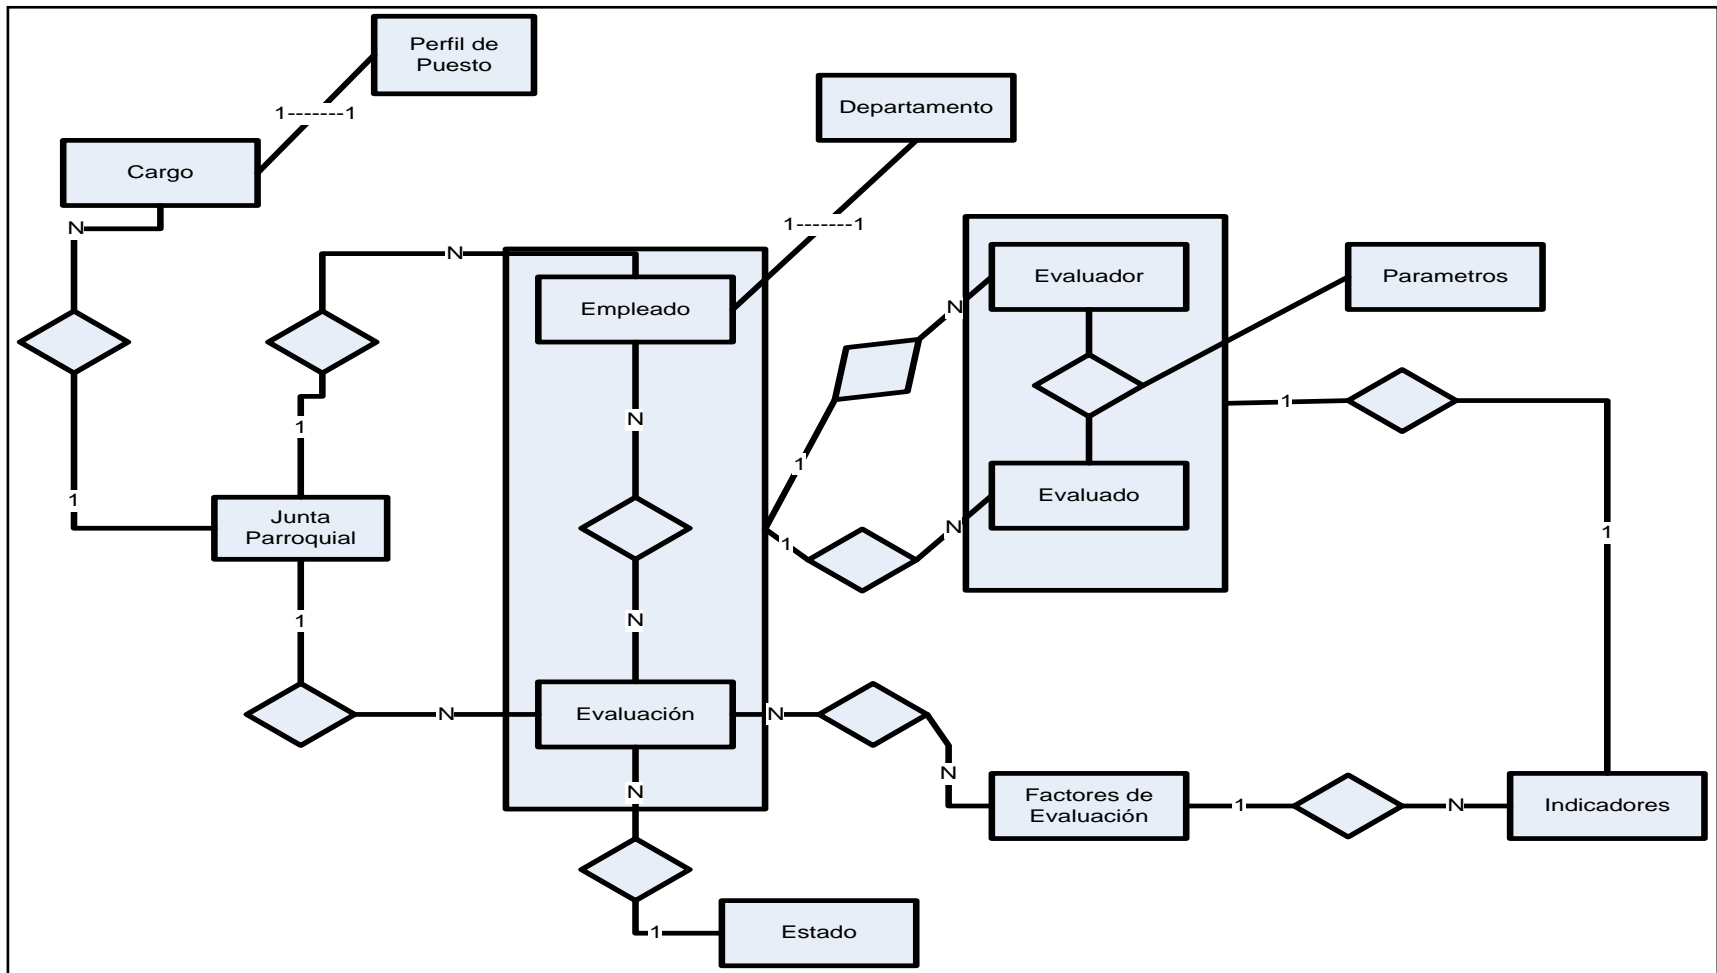 Perfil de
Puesto
Departamento
1-------1
Cargo
N
1-------1
N
Empleado
Evaluador
Parametros
N
1
1
N
1
1
Evaluado
1
Junta
Parroquial
N
1
1
1
N
Evaluación
N
N
N
N
Factores de
Evaluación
1
N
Indicadores
1
Estado